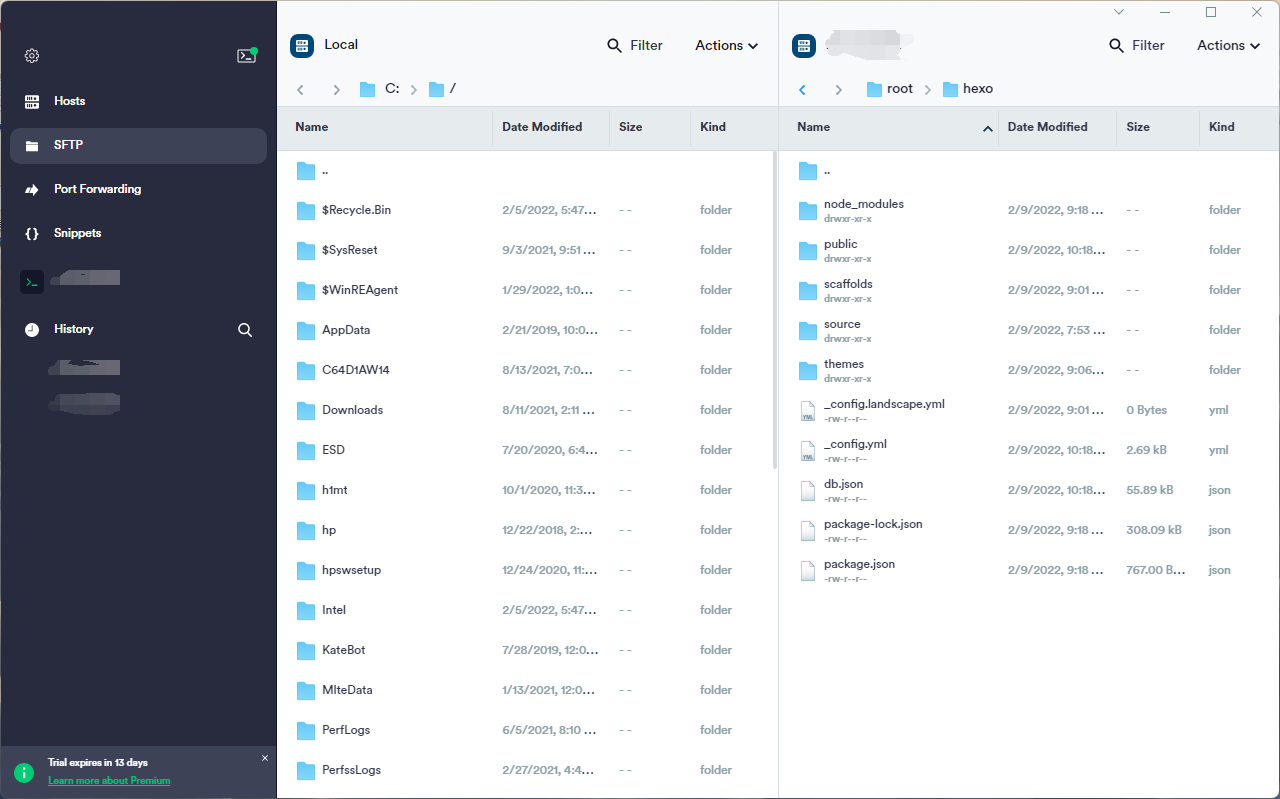 Hosts
SFTP
Port Forwarding
Snippets
History
Trial expires in 13 days
Learn more about Premium
Local
Filter
Actions
C:
/
Name Date Modified Size Kind
..
$Recycle.Bin 2/5/2022, 5:47... - - folder
$SysReset 9/3/2021, 9:51 ... - - folder
$WinREAgent 1/29/2022, 1:0... - - folder
AppData 2/21/2019, 10:0... - - folder
C64D1AW14 8/13/2021, 7:0... - - folder
Downloads 8/11/2021, 2:11 ... - - folder
ESD 7/20/2020, 6:4... - - folder
h1mt 10/1/2020, 11:3... - - folder
hp 12/22/2018, 2:... - - folder
hpswsetup 12/24/2020, 11:... - - folder
Intel 2/5/2022, 5:47... - - folder
KateBot 7/28/2019, 12:0... - - folder
MlteData 1/13/2021, 12:0... - - folder
PerfLogs 6/5/2021, 8:10 ... - - folder
PerfssLogs 2/27/2021, 4:4... - - folder
Filter
Actions
root
hexo
Name Date Modified Size Kind
..
node_modules 2/9/2022, 9:18 ... - - folder
drwxr-xr-x
public 2/9/2022, 10:18... - - folder
drwxr-xr-x
scaffolds 2/9/2022, 9:01 ... - - folder
drwxr-xr-x
source 2/9/2022, 7:53 ... - - folder
drwxr-xr-x
themes 2/9/2022, 9:06... - - folder
drwxr-xr-x
_config.landscape.yml 2/9/2022, 9:01 ... 0 Bytes yml
-rw-r--r--
_config.yml 2/9/2022, 10:18... 2.69 kB yml
-rw-r--r--
db.json 2/9/2022, 10:18... 55.89 kB json
-rw-r--r--
package-lock.json 2/9/2022, 9:18 ... 308.09 kB json
-rw-r--r--
package.json 2/9/2022, 9:18 ... 767.00 B... json
-rw-r--r--